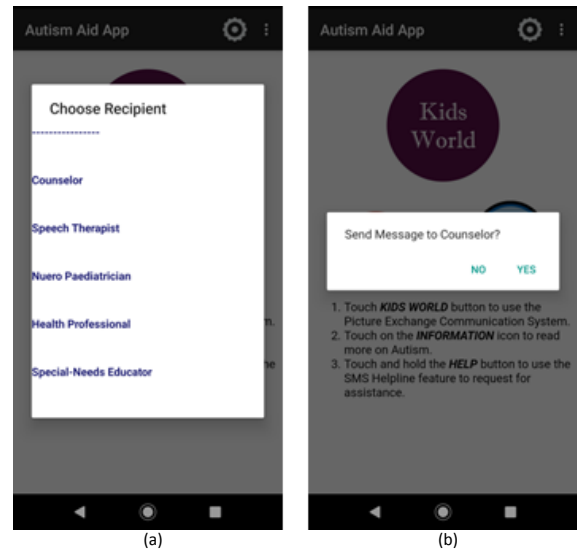 Autism Aid App
Choose Recipient
----------------
Counselor
Speech Therapist
Nuero Paediatrician
Health Professional
Special-Needs Educator
m.
he
(a)
Autism Aid App
Kids
World
Send Message to Counselor?
NO YES
1. Touch KIDS WORLD button to use the
Picture Exchange Communication System.
2. Touch on the INFORMATION icon to read
more on Autism.
3. Touch and hold the HELP button to use the
SMS Helpline feature to request for
assistance.
(b)